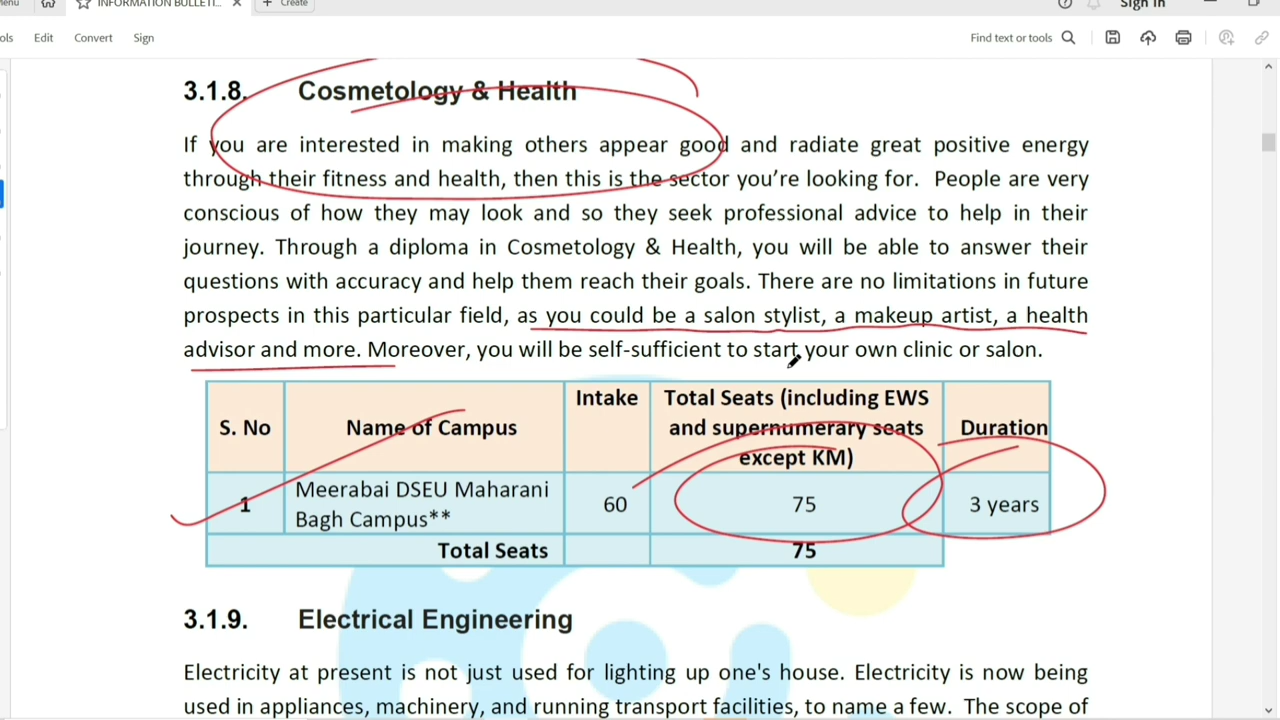 Menu
INFORMATION BULLETI...
+ Create
Sign in
ols
Edit
Convert
Sign
Find text or tools
3.1.8. Cosmetology & Health
If you are interested in making others appear good and radiate great positive energy
through their fitness and health, then this is the sector you’re looking for. People are very
conscious of how they may look and so they seek professional advice to help in their
journey. Through a diploma in Cosmetology & Health, you will be able to answer their
questions with accuracy and help them reach their goals. There are no limitations in future
prospects in this particular field, as you could be a salon stylist, a makeup artist, a health
advisor and more. Moreover, you will be self-sufficient to start your own clinic or salon.
S. No
Name of Campus
Intake
Total Seats (including EWS
and supernumerary seats
except KM)
Duration
1
Meerabai DSEU Maharani
Bagh Campus**
60
75
3 years
Total Seats
75
3.1.9. Electrical Engineering
Electricity at present is not just used for lighting up one's house. Electricity is now being
used in appliances, machinery, and running transport facilities, to name a few. The scope of